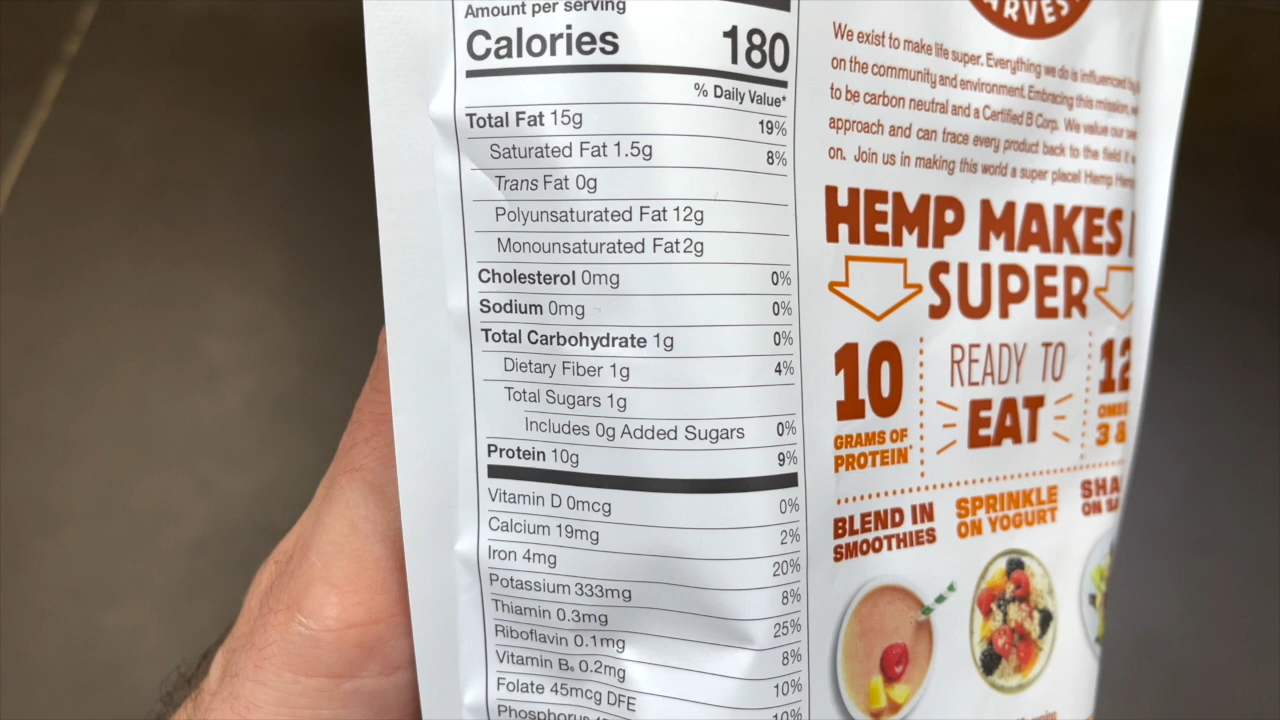 Amount per serving
Calories 180
% Daily Value*
Total Fat 15g 19%
Saturated Fat 1.5g 8%
Trans Fat 0g
Polyunsaturated Fat 12g
Monounsaturated Fat 2g
Cholesterol 0mg 0%
Sodium 0mg 0%
Total Carbohydrate 1g 0%
Dietary Fiber 1g 4%
Total Sugars 1g
Includes 0g Added Sugars 0%
Protein 10g 9%
Vitamin D 0mcg 0%
Calcium 19mg 2%
Iron 4mg 20%
Potassium 333mg 8%
Thiamin 0.3mg 25%
Riboflavin 0.1mg 8%
Vitamin B₆ 0.2mg 10%
Folate 45mcg DFE 10%
Phosphorus
We exist to make life super. Everything we do is influenced
on the community and environment. Embracing this mission,
to be carbon neutral and a Certified B Corp. We value our
approach and can trace every product back to the field it
on. Join us in making this world a super place! Hemp
HEMP MAKES
SUPER
10
GRAMS OF
PROTEIN*
READY TO
EAT
12
3 &
BLEND IN
SMOOTHIES
SPRINKLE
ON YOGURT
ON